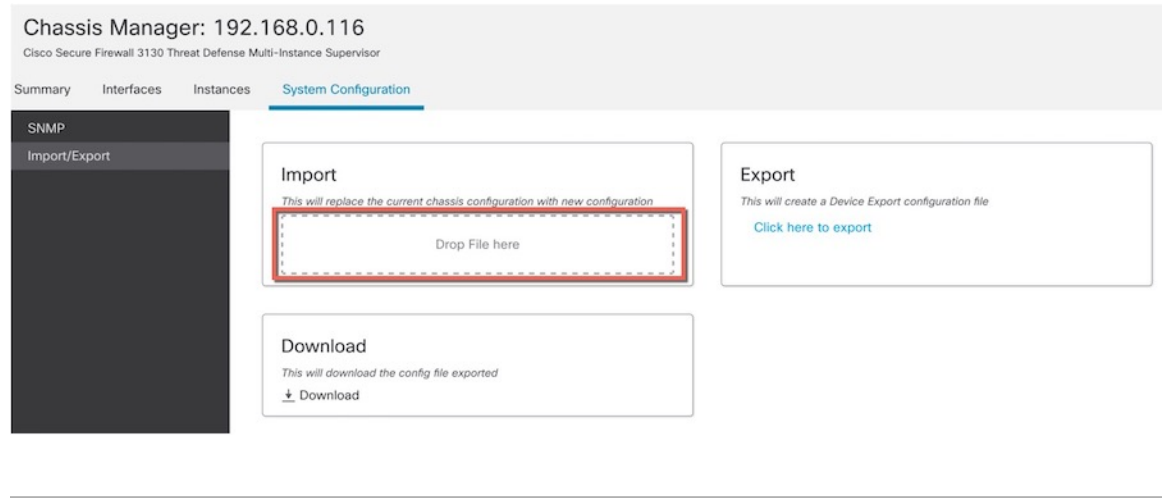 Chassis Manager: 192.168.0.116
Cisco Secure Firewall 3130 Threat Defense Multi-Instance Supervisor
Summary Interfaces Instances System Configuration
SNMP
Import/Export
Import
This will replace the current chassis configuration with new configuration
Drop File here
Export
This will create a Device Export configuration file
Click here to export
Download
This will download the config file exported
Download